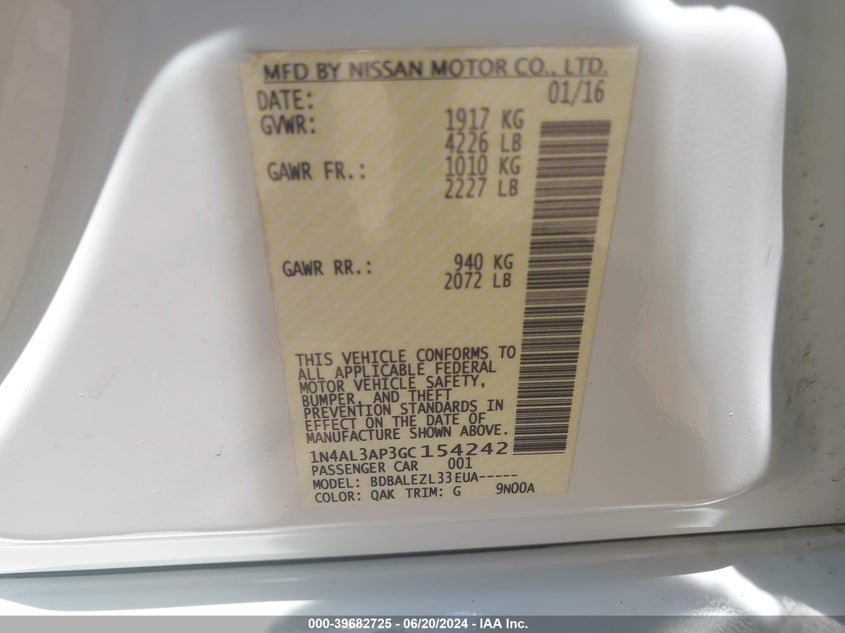 MFD BY NISSAN MOTOR CO., LTD.
DATE: 01/16
GVWR: 1917 KG
4226 LB
GAWR FR.: 1010 KG
2227 LB
GAWR RR.: 940 KG
2072 LB
THIS VEHICLE CONFORMS TO
ALL APPLICABLE FEDERAL
MOTOR VEHICLE SAFETY,
BUMPER, AND THEFT
PREVENTION STANDARDS IN
EFFECT ON THE DATE OF
MANUFACTURE SHOWN ABOVE.
1N4AL3AP3GC154242
PASSENGER CAR 001
MODEL: BDBALEZL33EUA-----
COLOR: QAK TRIM: G 9N00A
000-39682725 - 06/20/2024 - IAA Inc.